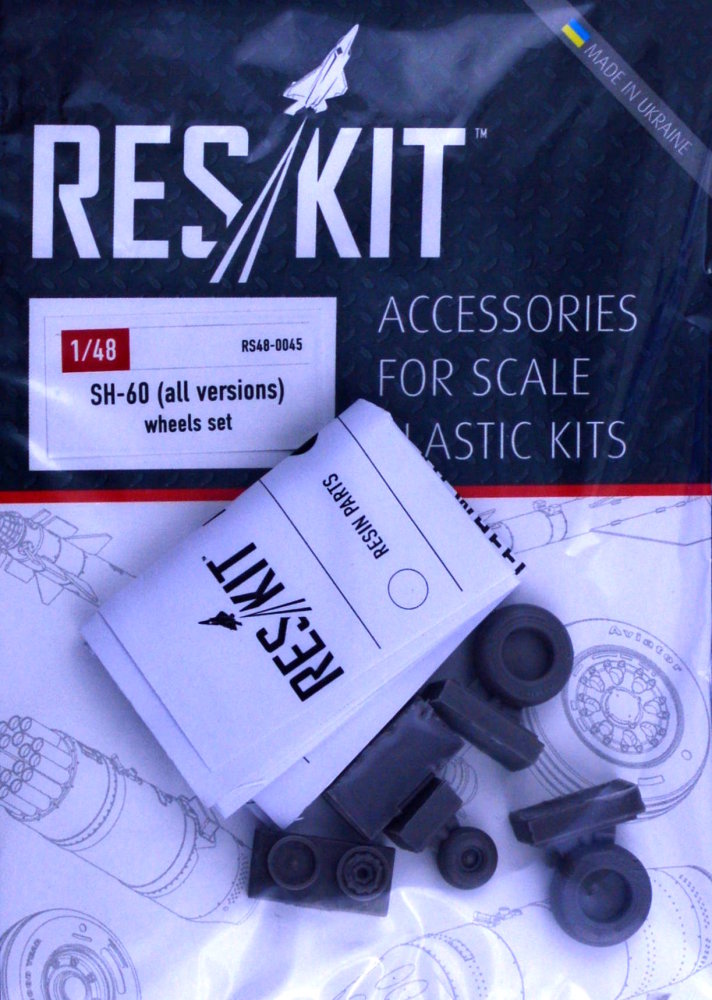 MADE IN UKRAINE
RES/KIT™
1/48
RS48-0045
SH-60 (all versions)
wheels set
ACCESSORIES
FOR SCALE
LASTIC KITS
RESIN PARTS
RES/KIT
Aviator